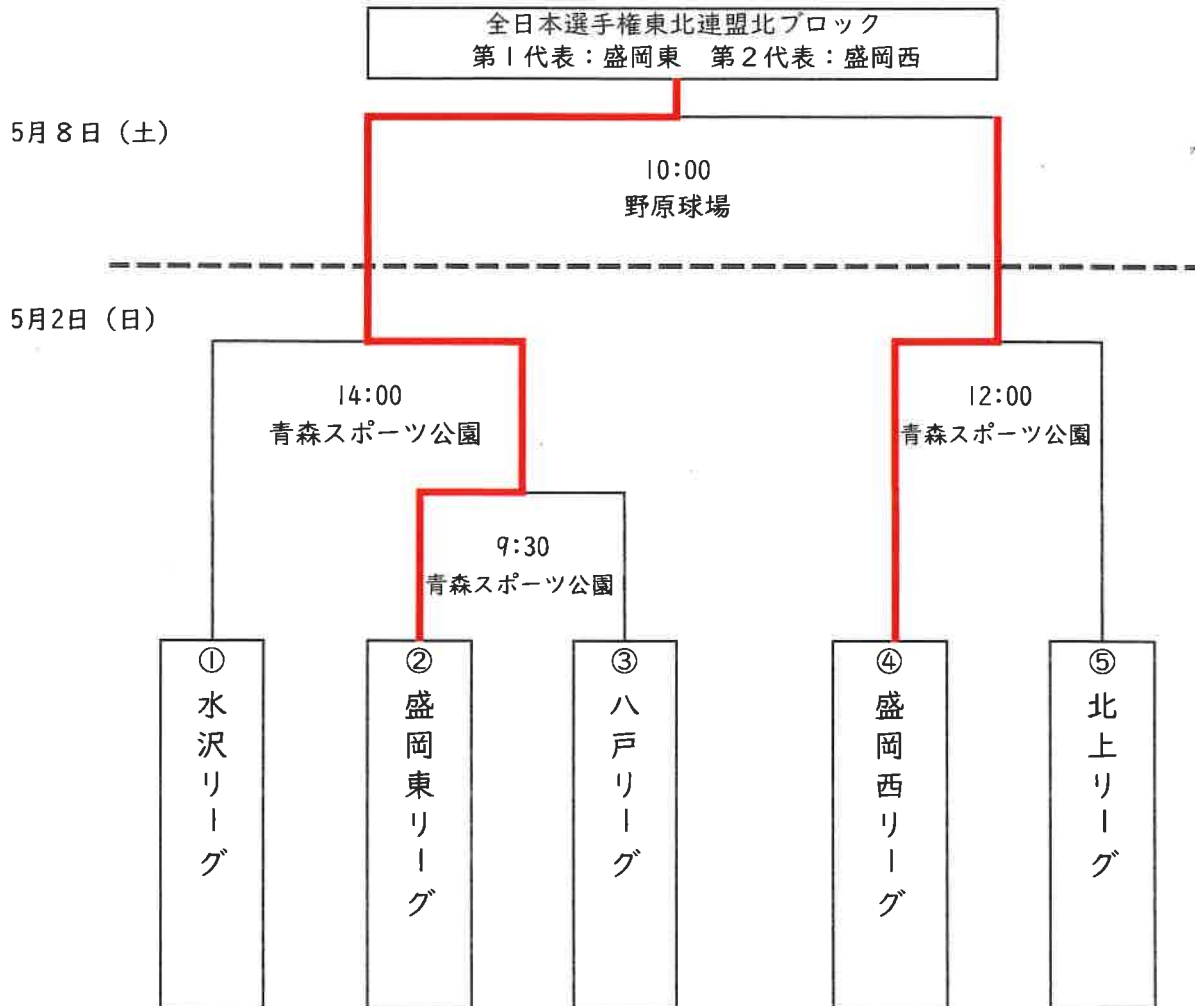 全日本選手権東北連盟北ブロック
第1代表：盛岡東　第2代表：盛岡西
5月8日（土）
10:00
野原球場
5月2日（日）
14:00
青森スポーツ公園
12:00
青森スポーツ公園
9:30
青森スポーツ公園
①水沢リーグ
②盛岡東リーグ
③八戸リーグ
④盛岡西リーグ
⑤北上リーグ